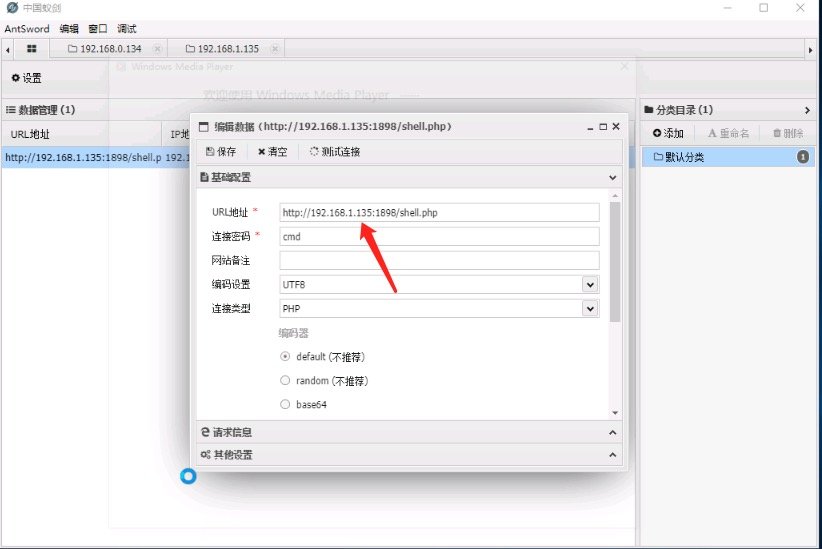 中国蚁剑
AntSword 编辑 窗口 调试
192.168.0.134 192.168.1.135
设置
Windows Media Player
欢迎使用 Windows Media Player
数据管理 (1)
URL地址 IP地
http://192.168.1.135:1898/shell.p 192.1
编辑数据 (http://192.168.1.135:1898/shell.php)
保存 清空 测试连接
基础配置
URL地址 * http://192.168.1.135:1898/shell.php
连接密码 * cmd
网站备注
编码设置 UTF8
连接类型 PHP
编码器
default (不推荐)
random (不推荐)
base64
请求信息
其他设置
分类目录 (1)
添加 重命名 删除
默认分类 1